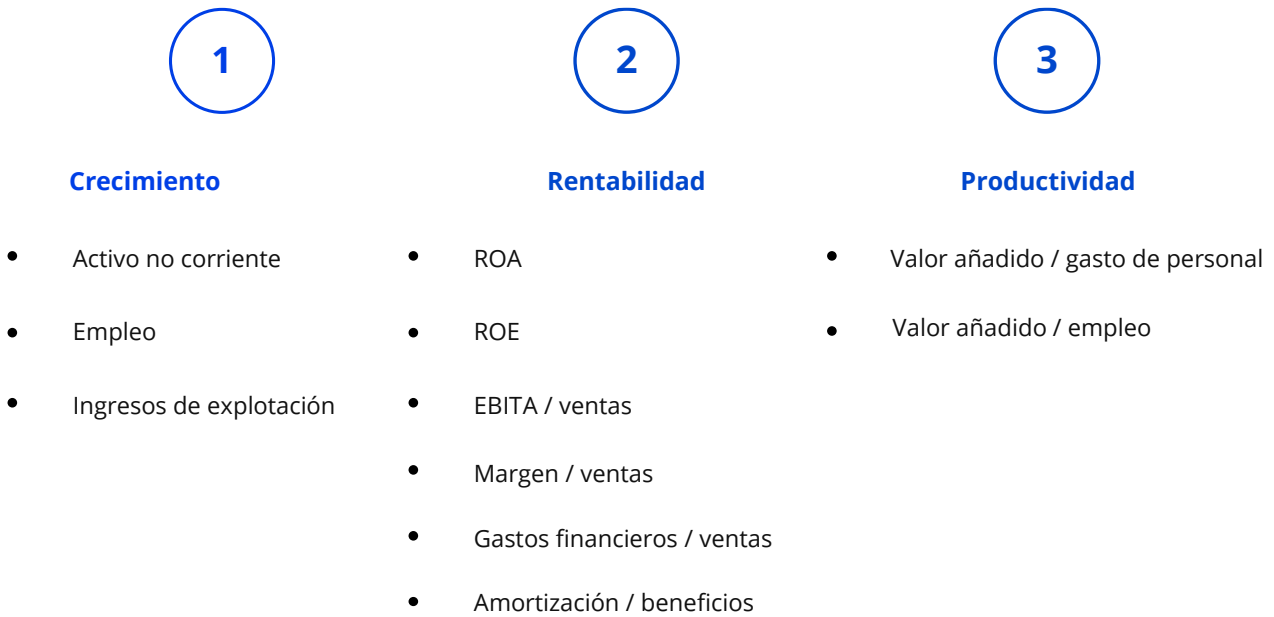 1
Crecimiento
Activo no corriente
Empleo
Ingresos de explotación
2
Rentabilidad
ROA
ROE
EBITA / ventas
Margen / ventas
Gastos financieros / ventas
Amortización / beneficios
3
Productividad
Valor añadido / gasto de personal
Valor añadido / empleo